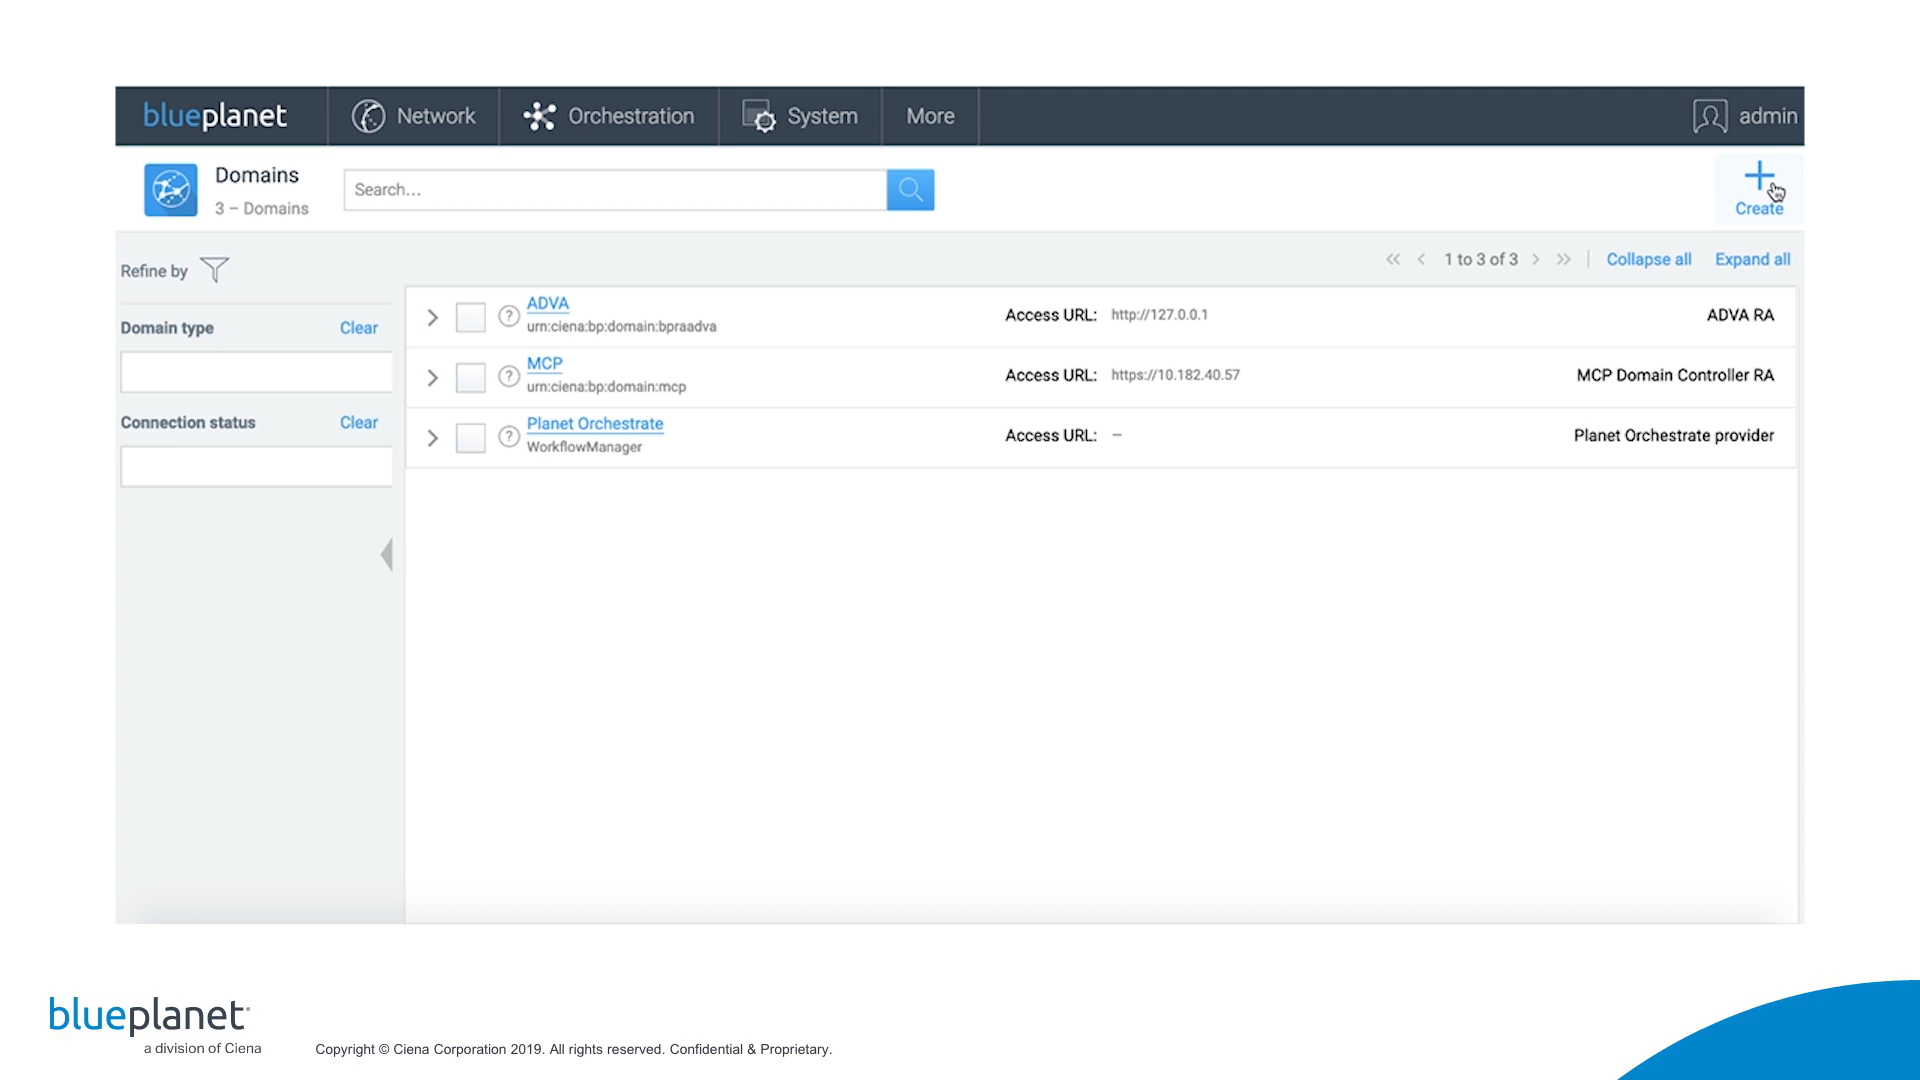 blueplanet Network Orchestration System More admin
Domains
3 – Domains
Search...
Create
Refine by
1 to 3 of 3 Collapse all Expand all
Domain type Clear
Connection status Clear
ADVA
urn:ciena:bp:domain:bpraadva
Access URL: http://127.0.0.1
ADVA RA
MCP
urn:ciena:bp:domain:mcp
Access URL: https://10.182.40.57
MCP Domain Controller RA
Planet Orchestrate
WorkflowManager
Access URL: –
Planet Orchestrate provider
blueplanet
a division of Ciena
Copyright © Ciena Corporation 2019. All rights reserved. Confidential & Proprietary.